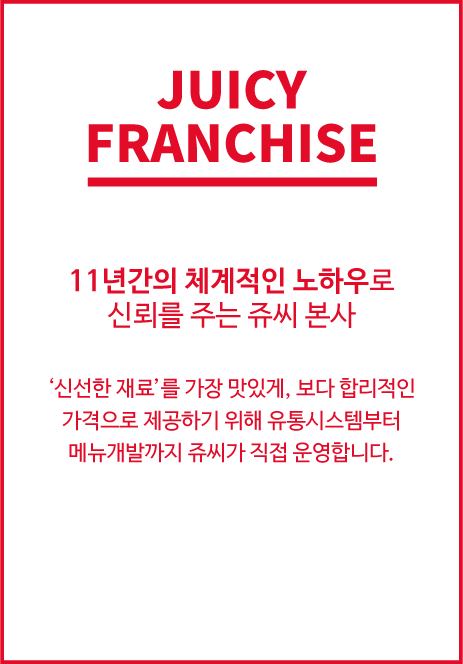 JUICY
FRANCHISE
11년간의 체계적인 노하우로
신뢰를 주는 쥬씨 본사
‘신선한 재료’를 가장 맛있게, 보다 합리적인
가격으로 제공하기 위해 유통시스템부터
메뉴개발까지 쥬씨가 직접 운영합니다.